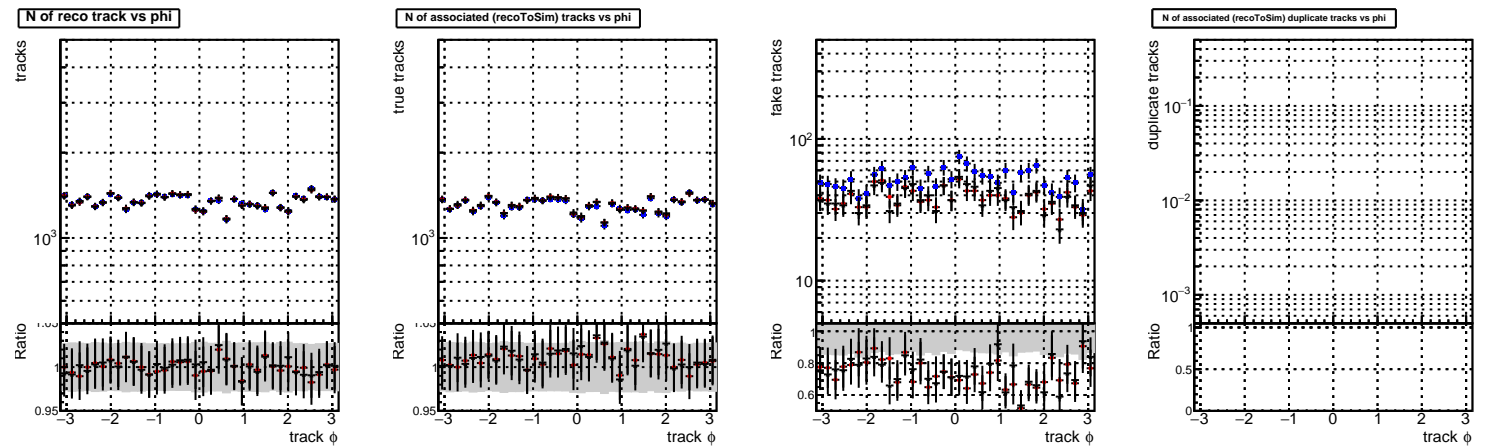 N of reco track vs phi
tracks
10³
Ratio
1.05
1
0.95
−3 −2 −1 0 1 2 3
track ϕ
N of associated (recoToSim) tracks vs phi
true tracks
10³
Ratio
1.05
1
0.95
−3 −2 −1 0 1 2 3
track ϕ
fake tracks
10²
10
Ratio
1
0.8
0.6
−3 −2 −1 0 1 2 3
track ϕ
N of associated (recoToSim) duplicate tracks vs phi
duplicate tracks
10⁻¹
10⁻²
10⁻³
Ratio
1
0.5
0
−3 −2 −1 0 1 2 3
track ϕ